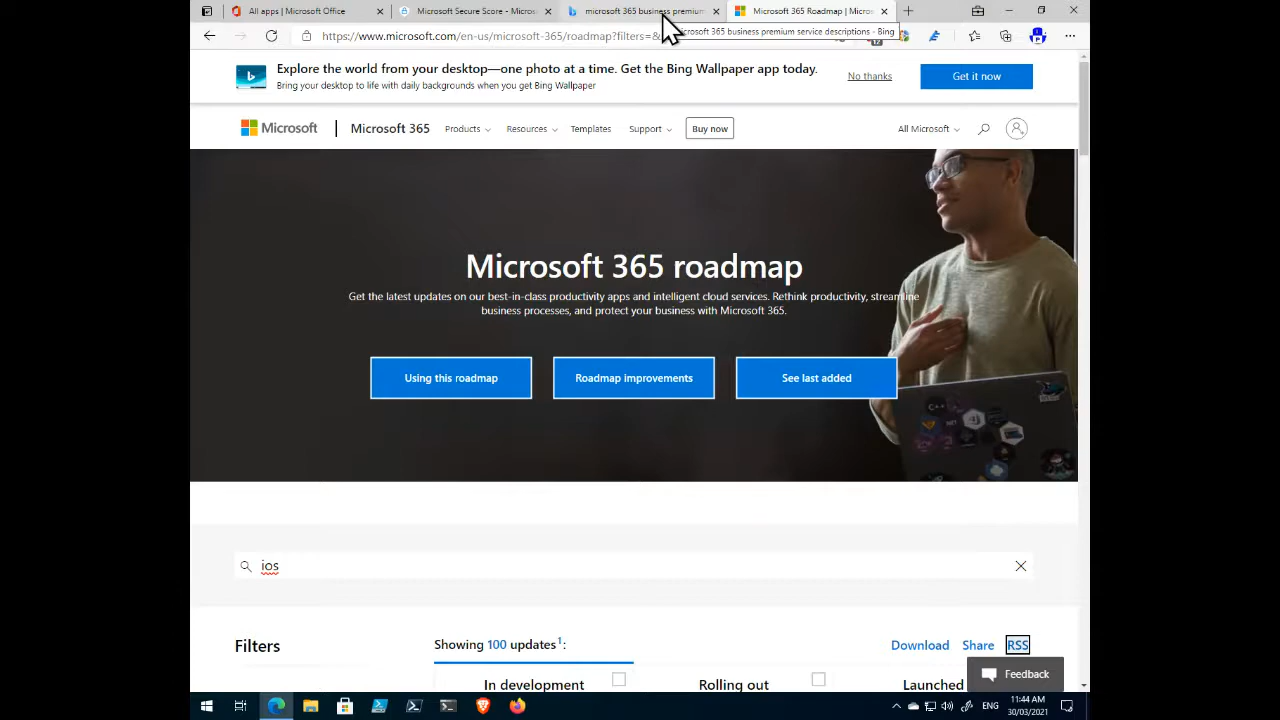 All apps | Microsoft Office
Microsoft Secure Score - Micros
microsoft 365 business premium
Microsoft 365 Roadmap | Micros
https://www.microsoft.com/en-us/microsoft-365/roadmap?filters=&
icrosoft 365 business premium service descriptions - Bing
12
Explore the world from your desktop—one photo at a time. Get the Bing Wallpaper app today.
Bring your desktop to life with daily backgrounds when you get Bing Wallpaper
No thanks
Get it now
Microsoft
Microsoft 365
Products
Resources
Templates
Support
Buy now
All Microsoft
Microsoft 365 roadmap
Get the latest updates on our best-in-class productivity apps and intelligent cloud services. Rethink productivity, streamline
business processes, and protect your business with Microsoft 365.
Using this roadmap
Roadmap improvements
See last added
C++
ios
Filters
Showing 100 updates1:
Download
Share
RSS
Feedback
In development
Rolling out
Launched
ENG
11:44 AM
30/03/2021